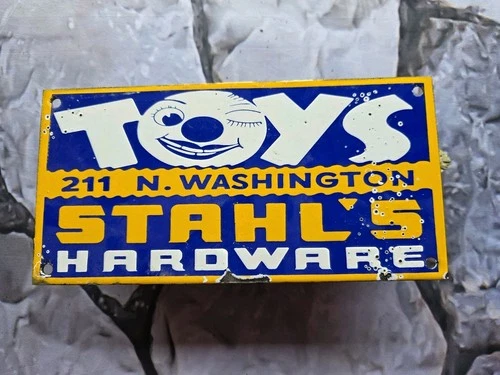 TOYS
211 N. WASHINGTON
STAHL'S
HARDWARE